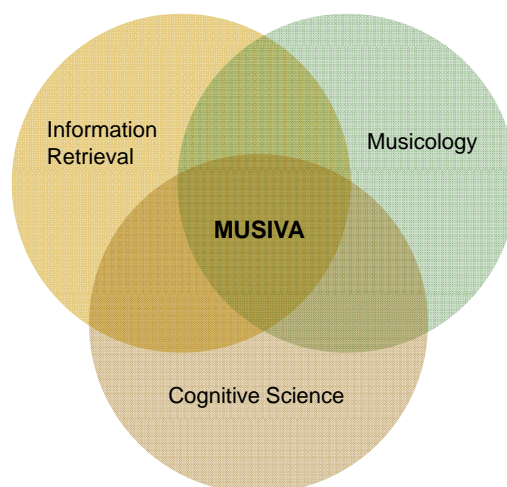 Information
Retrieval
Musicology
MUSIVA
Cognitive Science